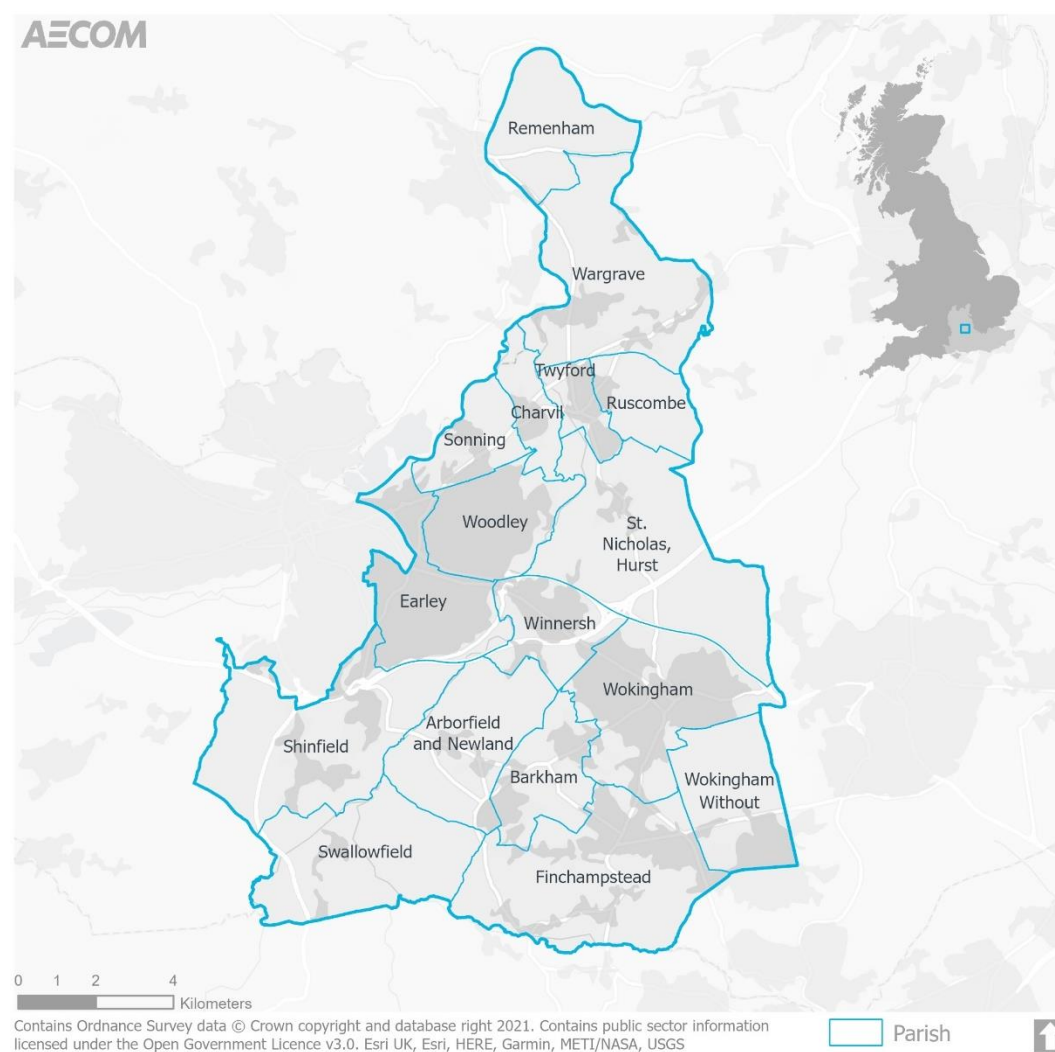 AECOM
Remenham
Wargrave
Twyford
Ruscombe
Charvil
Sonning
Woodley
St.
Nicholas,
Hurst
Earley
Winnersh
Wokingham
Arborfield
and Newland
Shinfield
Barkham
Wokingham
Without
Swallowfield
Finchampstead
0 1 2 4
Kilometers
Contains Ordnance Survey data © Crown copyright and database right 2021. Contains public sector information
licensed under the Open Government Licence v3.0. Esri UK, Esri, HERE, Garmin, METI/NASA, USGS
Parish